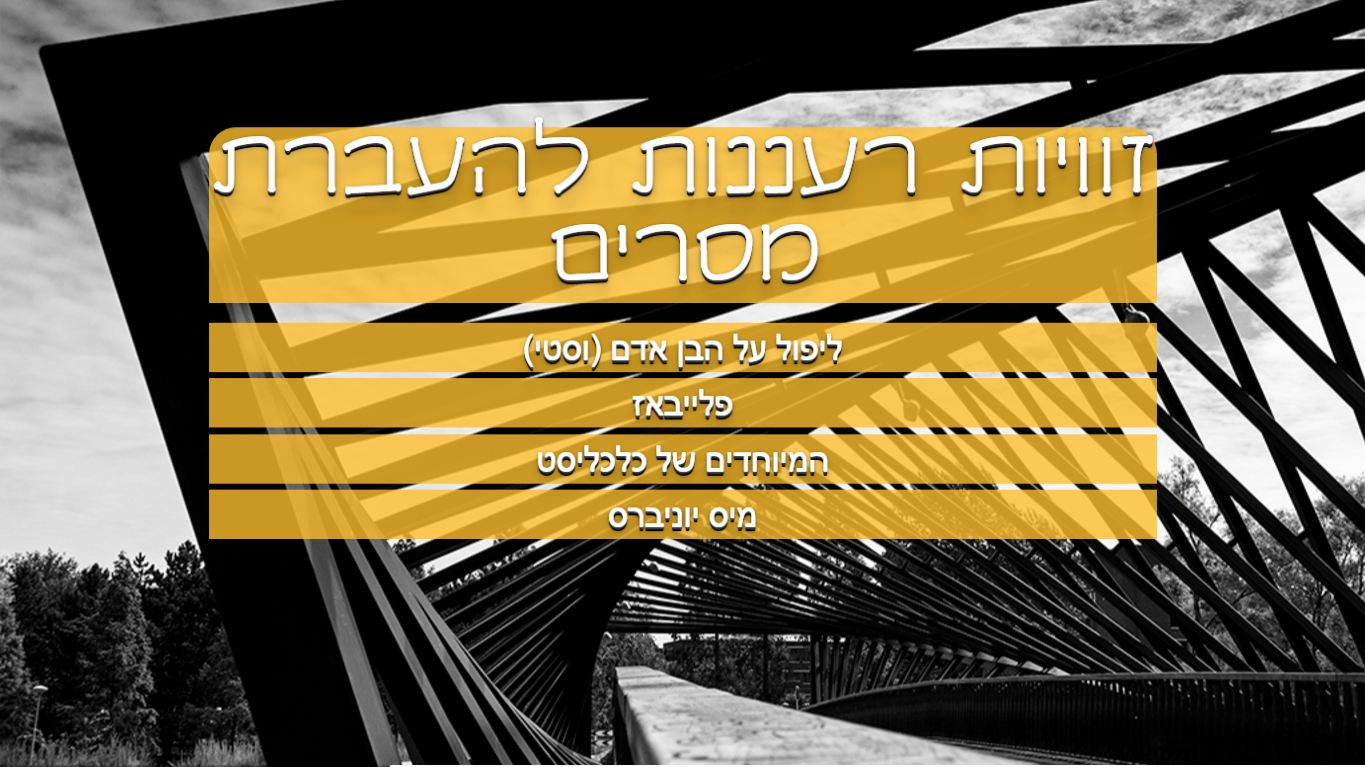 זוויות רעננות להעברת
מסרים
ליפול על הבן אדם (וסטי)
פלייבאז
המיוחדים של כלכליסט
מיס יוניברס